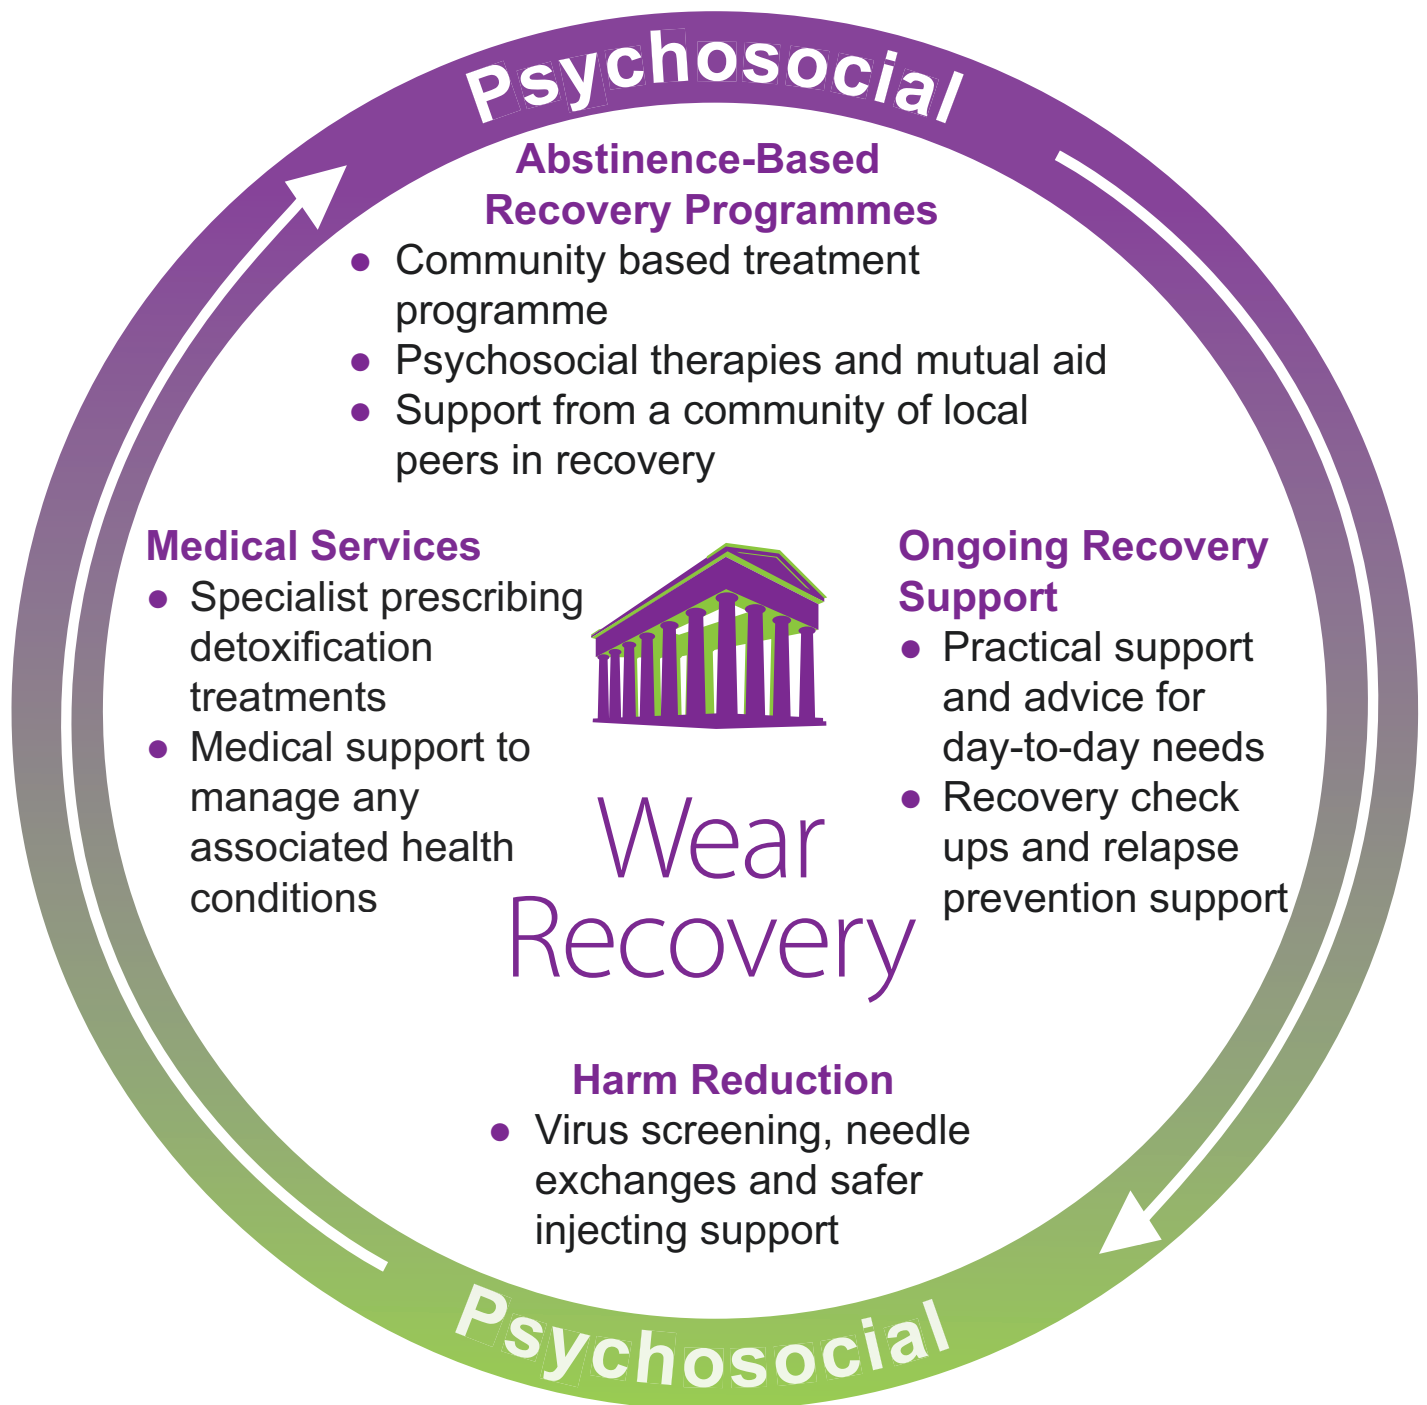 Psychosocial
Abstinence-Based
Recovery Programmes
● Community based treatment
programme
● Psychosocial therapies and mutual aid
● Support from a community of local
peers in recovery
Medical Services
● Specialist prescribing
detoxification
treatments
● Medical support to
manage any
associated health
conditions
Wear
Recovery
Ongoing Recovery
Support
● Practical support
and advice for
day-to-day needs
● Recovery check
ups and relapse
prevention support
Harm Reduction
● Virus screening, needle
exchanges and safer
injecting support
Psychosocial